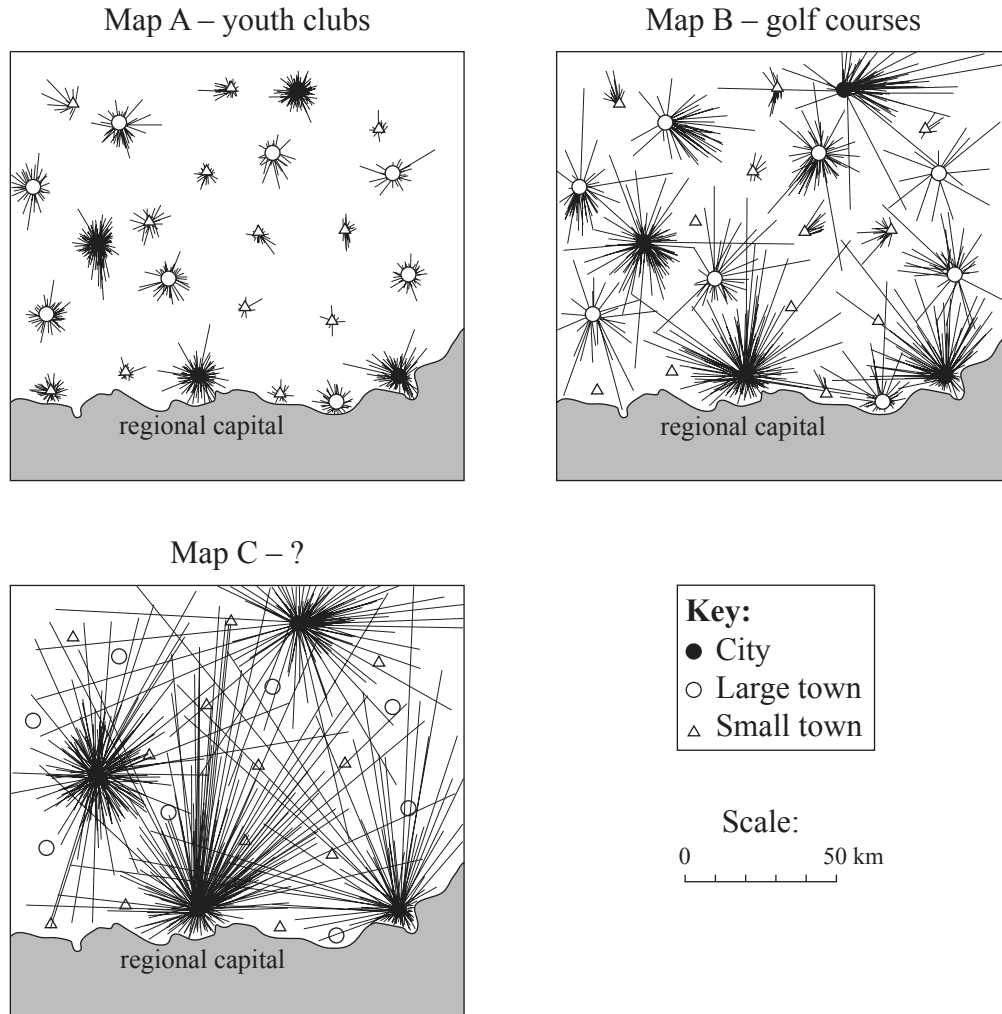 Map A – youth clubs
Map B – golf courses
regional capital
regional capital
Map C – ?
Key:
City
Large town
Small town
Scale:
0 50 km
regional capital